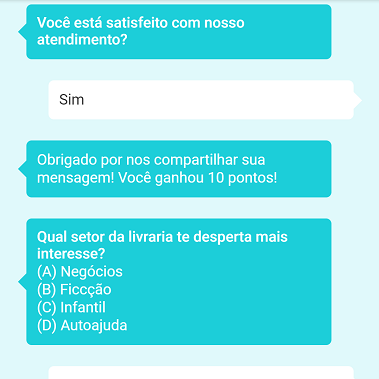 Você está satisfeito com nosso
atendimento?
Sim
Obrigado por nos compartilhar sua
mensagem! Você ganhou 10 pontos!
Qual setor da livraria te desperta mais
interesse?
(A) Negócios
(B) Ficcção
(C) Infantil
(D) Autoajuda